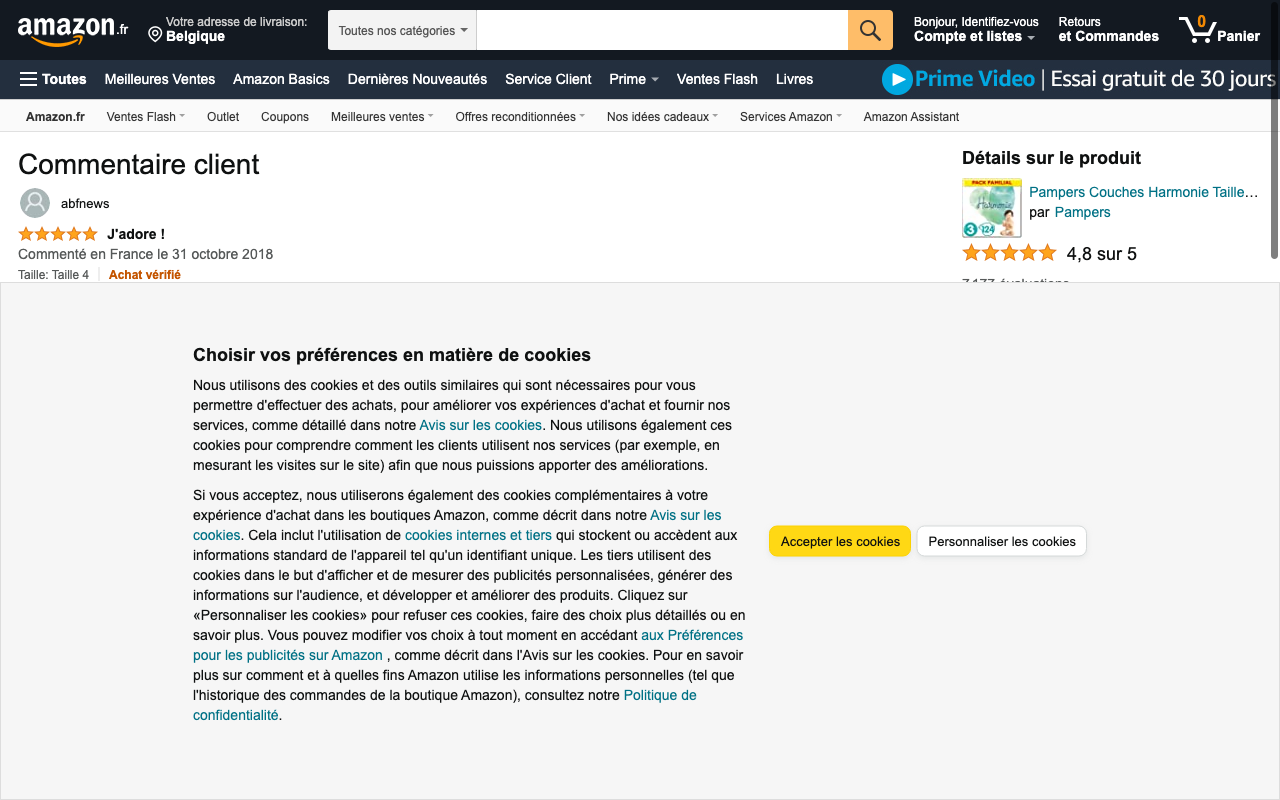 amazon.fr
Votre adresse de livraison:
Belgique
Toutes nos catégories
Bonjour, Identifiez-vous
Compte et listes
Retours
et Commandes
0
Panier
Toutes
Meilleures Ventes
Amazon Basics
Dernières Nouveautés
Service Client
Prime
Ventes Flash
Livres
Prime Video | Essai gratuit de 30 jours
Amazon.fr
Ventes Flash
Outlet
Coupons
Meilleures ventes
Offres reconditionnées
Nos idées cadeaux
Services Amazon
Amazon Assistant
Commentaire client
abfnews
J'adore !
Commenté en France le 31 octobre 2018
Taille: Taille 4
Achat vérifié
Détails sur le produit
PACK FAMILIAL
Harmonie
3
124
Pampers Couches Harmonie Taille…
par Pampers
4,8 sur 5
Choisir vos préférences en matière de cookies
Nous utilisons des cookies et des outils similaires qui sont nécessaires pour vous
permettre d'effectuer des achats, pour améliorer vos expériences d'achat et fournir nos
services, comme détaillé dans notre Avis sur les cookies. Nous utilisons également ces
cookies pour comprendre comment les clients utilisent nos services (par exemple, en
mesurant les visites sur le site) afin que nous puissions apporter des améliorations.
Si vous acceptez, nous utiliserons également des cookies complémentaires à votre
expérience d'achat dans les boutiques Amazon, comme décrit dans notre Avis sur les
cookies. Cela inclut l'utilisation de cookies internes et tiers qui stockent ou accèdent aux
informations standard de l'appareil tel qu'un identifiant unique. Les tiers utilisent des
cookies dans le but d'afficher et de mesurer des publicités personnalisées, générer des
informations sur l'audience, et développer et améliorer des produits. Cliquez sur
«Personnaliser les cookies» pour refuser ces cookies, faire des choix plus détaillés ou en
savoir plus. Vous pouvez modifier vos choix à tout moment en accédant aux Préférences
pour les publicités sur Amazon , comme décrit dans l'Avis sur les cookies. Pour en savoir
plus sur comment et à quelles fins Amazon utilise les informations personnelles (tel que
l'historique des commandes de la boutique Amazon), consultez notre Politique de
confidentialité.
Accepter les cookies
Personnaliser les cookies